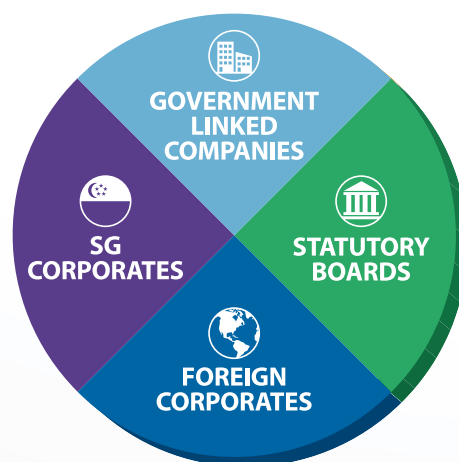 GOVERNMENT
LINKED
COMPANIES
SG
CORPORATES
STATUTORY
BOARDS
FOREIGN
CORPORATES